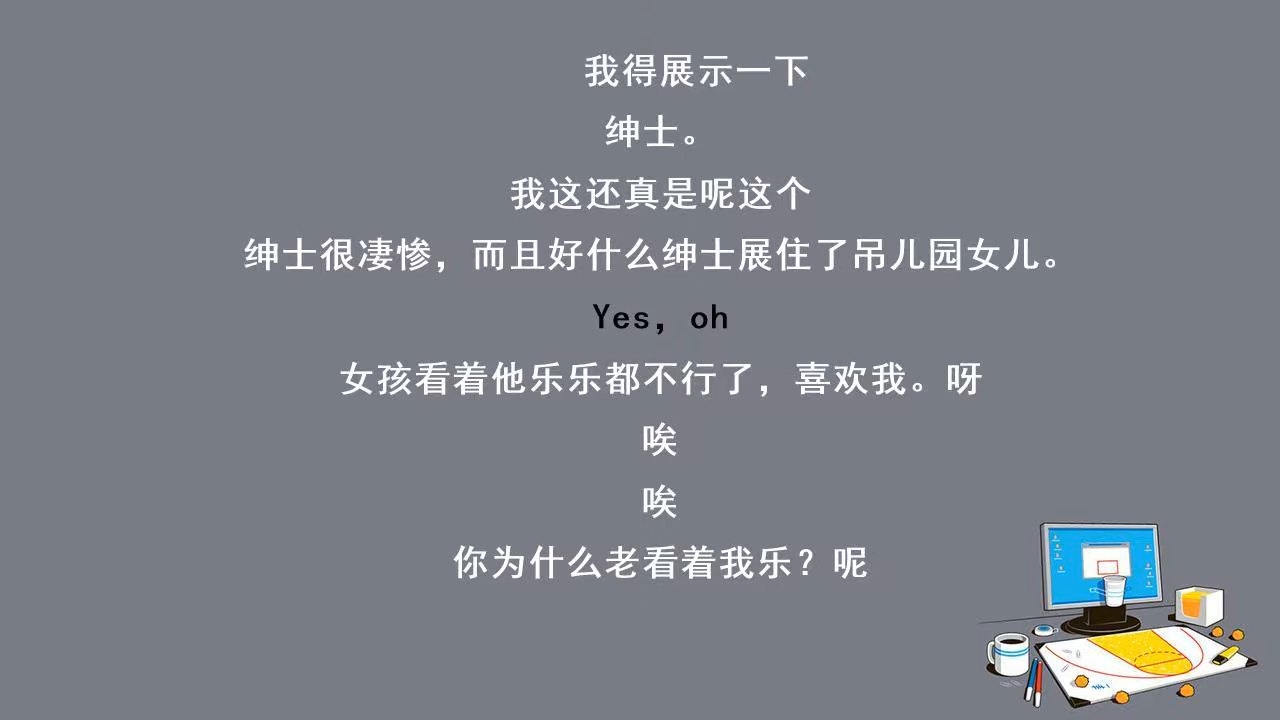 我得展示一下
绅士。
我这还真是呢这个
绅士很凄惨，而且好什么绅士展住了吊儿园女儿。
Yes，oh
女孩看着他乐乐都不行了，喜欢我。呀
唉
唉
你为什么老看着我乐？呢